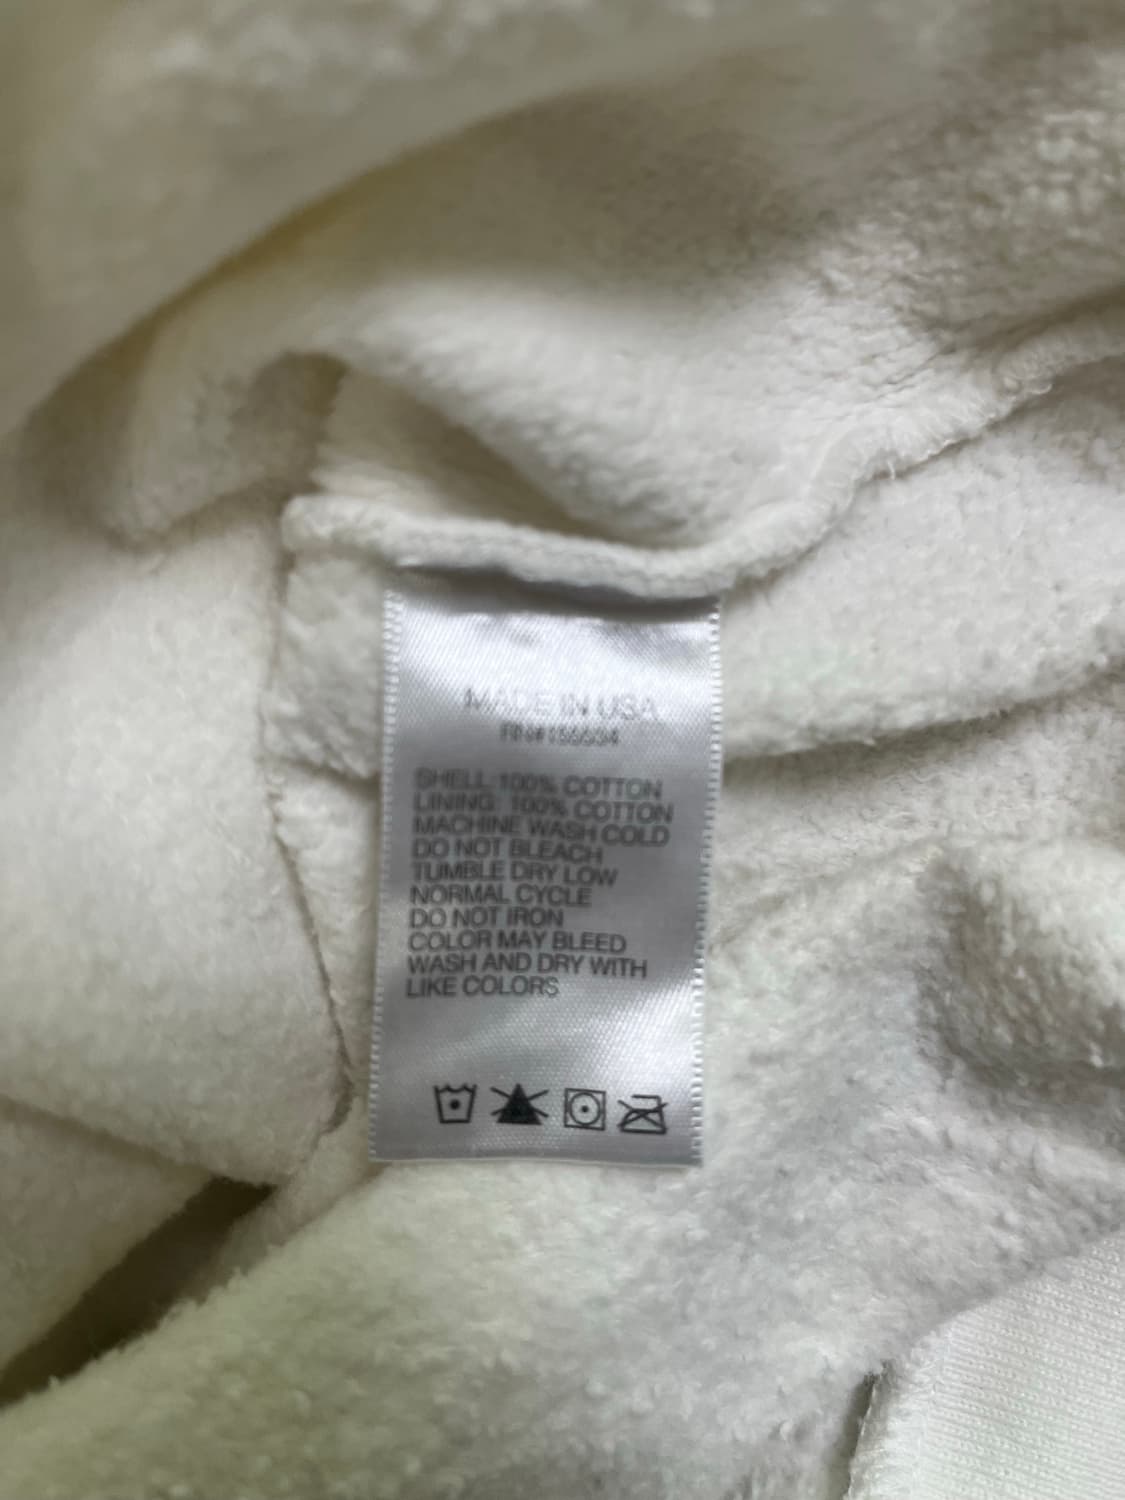 MADE IN USA
SHELL: 100% COTTON
LINING: 100% COTTON
MACHINE WASH COLD
DO NOT BLEACH
TUMBLE DRY LOW
NORMAL CYCLE
DO NOT IRON
COLOR MAY BLEED
WASH AND DRY WITH
LIKE COLORS